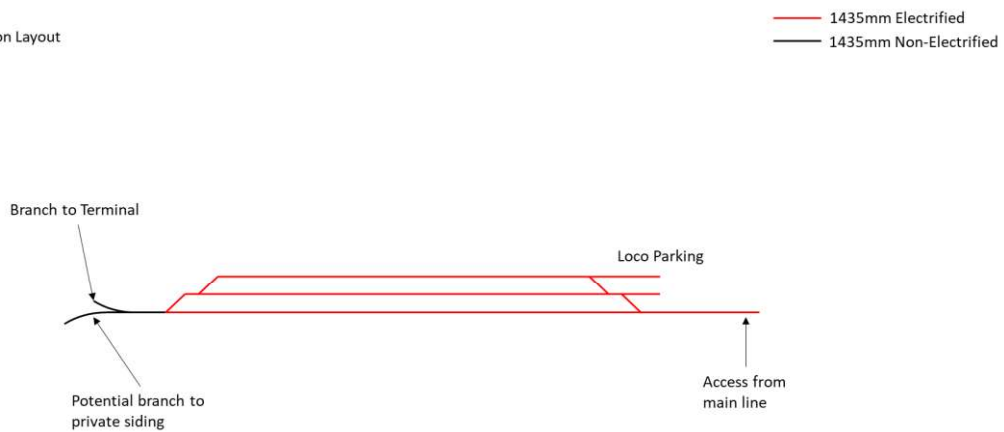 on Layout
1435mm Electrified
1435mm Non-Electrified
Branch to Terminal
Loco Parking
Potential branch to
private siding
Access from
main line